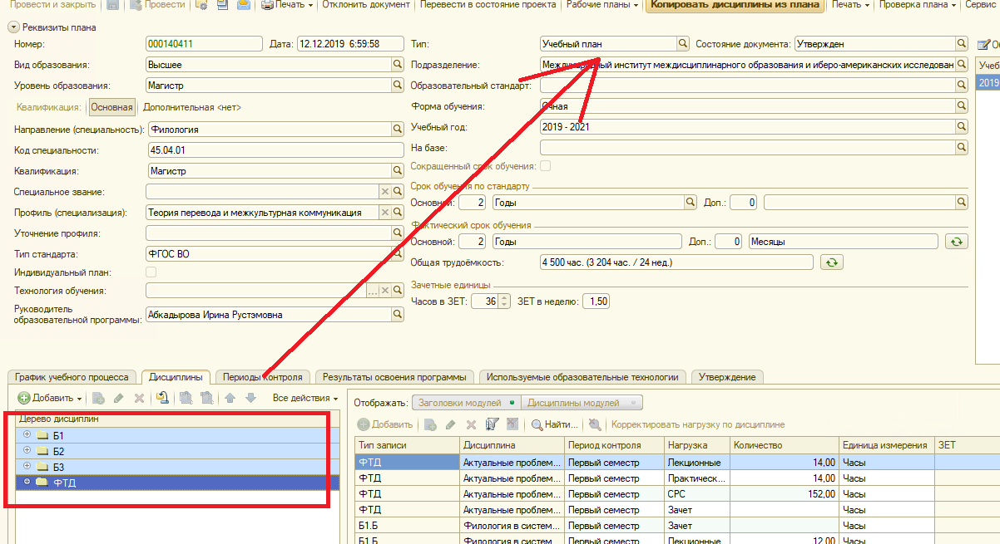 Провести и закрыть Провести Печать Отклонить документ Перевести в состояние проекта Рабочие планы Копировать дисциплины из плана Печать Проверка плана Сервис
Реквизиты плана
Номер: 000140411 Дата: 12.12.2019 6:59:58 Тип: Учебный план Состояние документа: Утвержден
Вид образования: Высшее Подразделение: Международный институт междисциплинарного образования и иберо-американских исследован
Учеб
Уровень образования: Магистр Образовательный стандарт:
2019
Квалификация: Основная Дополнительная <нет> Форма обучения: Очная
Направление (специальность): Филология Учебный год: 2019 - 2021
Код специальности: 45.04.01 На базе:
Квалификация: Магистр Сокращенный срок обучения:
Специальное звание: Срок обучения по стандарту
Основной: 2 Годы Доп.: 0
Профиль (специализация): Теория перевода и межкультурная коммуникация
Фактический срок обучения
Уточнение профиля: Основной: 2 Годы Доп.: 0 Месяцы
Тип стандарта: ФГОС ВО Общая трудоёмкость: 4 500 час. (3 204 час. / 24 нед.)
Индивидуальный план:
Технология обучения: Зачетные единицы
Часов в ЗЕТ: 36 ЗЕТ в неделю: 1,50
Руководитель
образовательной программы: Абкадырова Ирина Рустэмовна
График учебного процесса Дисциплины Периоды контроля Результаты освоения программы Используемые образовательные технологии Утверждение
Добавить Все действия Отображать: Заголовки модулей Дисциплины модулей
Дерево дисциплин
Добавить Найти... Корректировать нагрузку по дисциплине
Б1
Б2
Б3
ФТД
Тип записи Дисциплина Период контроля Нагрузка Количество Единица измерения ЗЕТ
ФТД Актуальные проблем... Первый семестр Лекционные 14,00 Часы
ФТД Актуальные проблем... Первый семестр Практическ... 14,00 Часы
ФТД Актуальные проблем... Первый семестр СРС 152,00 Часы
ФТД Актуальные проблем... Первый семестр Зачет Часы
Б1.Б Филология в систем... Первый семестр Зачет Часы
Б1.Б Филология в систем... Первый семестр Лекционные 12,00 Часы